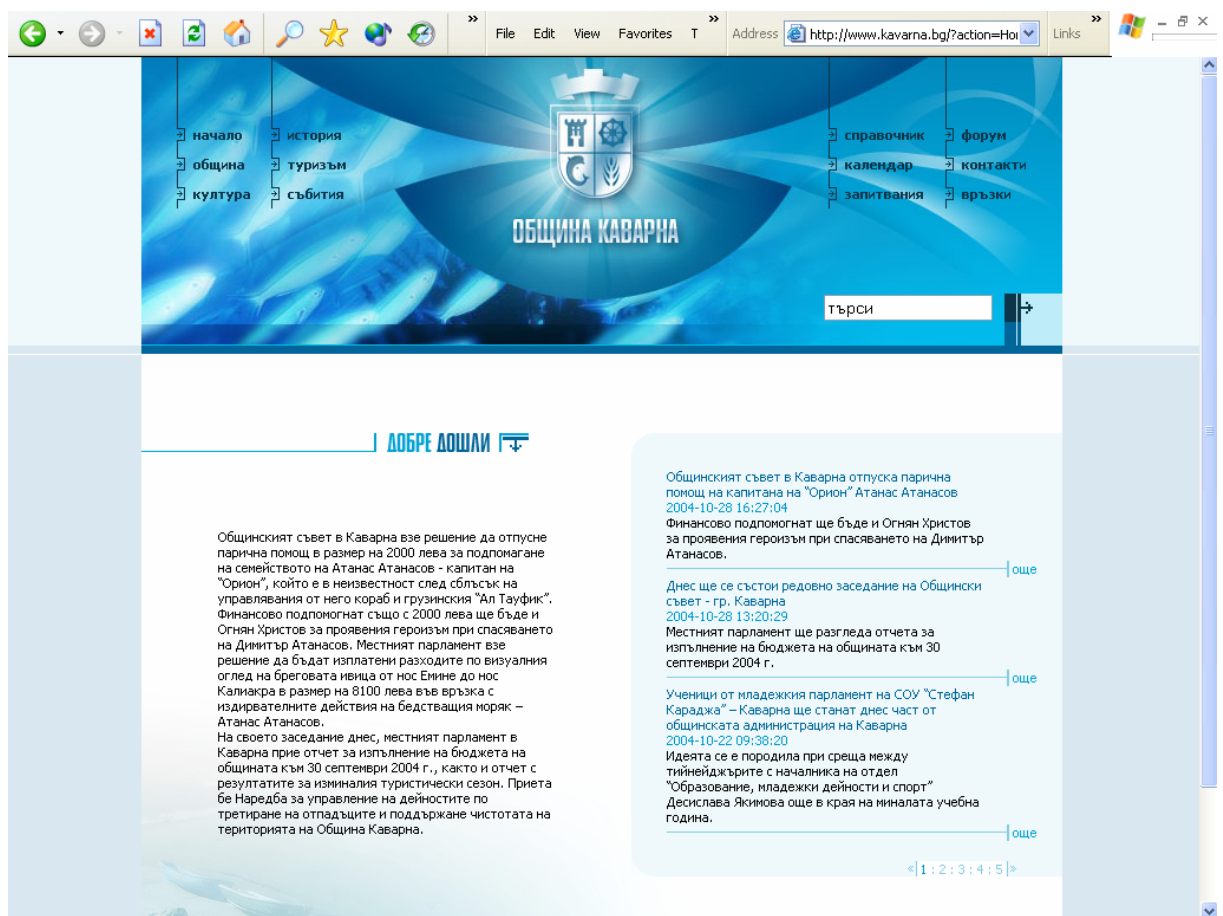 »
File Edit View Favorites T
»
Address http://www.kavarna.bg/?action=Ho
Links
»
начало
община
култура
история
туризъм
събития
справочник
календар
запитвания
форум
контакти
връзки
ОБЩИНА КАВАРНА
търси
ДОБРЕ ДОШЛИ
Общинският съвет в Каварна взе решение да отпусне
парична помощ в размер на 2000 лева за подпомагане
на семейството на Атанас Атанасов - капитан на
"Орион", който е в неизвестност след сблъсък на
управлявания от него кораб и грузинския "Ал Тауфик".
Финансово подпомогнат също с 2000 лева ще бъде и
Огнян Христов за проявения героизъм при спасяването
на Димитър Атанасов. Местният парламент взе
решение да бъдат изплатени разходите по визуалния
оглед на бреговата ивица от нос Емине до нос
Калиакра в размер на 8100 лева във връзка с
издирвателните действия на бедстващия моряк –
Атанас Атанасов.
На своето заседание днес, местният парламент в
Каварна прие отчет за изпълнение на бюджета на
общината към 30 септември 2004 г., както и отчет с
резултатите за изминалия туристически сезон. Приета
бе Наредба за управление на дейностите по
третиране на отпадъците и поддържане чистотата на
територията на Община Каварна.
Общинският съвет в Каварна отпуска парична
помощ на капитана на "Орион" Атанас Атанасов
2004-10-28 16:27:04
Финансово подпомогнат ще бъде и Огнян Христов
за проявения героизъм при спасяването на Димитър
Атанасов.
още
Днес ще се състои редовно заседание на Общински
съвет - гр. Каварна
2004-10-28 13:20:29
Местният парламент ще разгледа отчета за
изпълнение на бюджета на общината към 30
септември 2004 г.
още
Ученици от младежкия парламент на СОУ "Стефан
Караджа" – Каварна ще станат днес част от
общинската администрация на Каварна
2004-10-22 09:38:20
Идеята се е породила при среща между
тийнейджърите с началника на отдел
"Образование, младежки дейности и спорт"
Десислава Якимова още в края на миналата учебна
година.
още
«|1 : 2 : 3 : 4 : 5|»